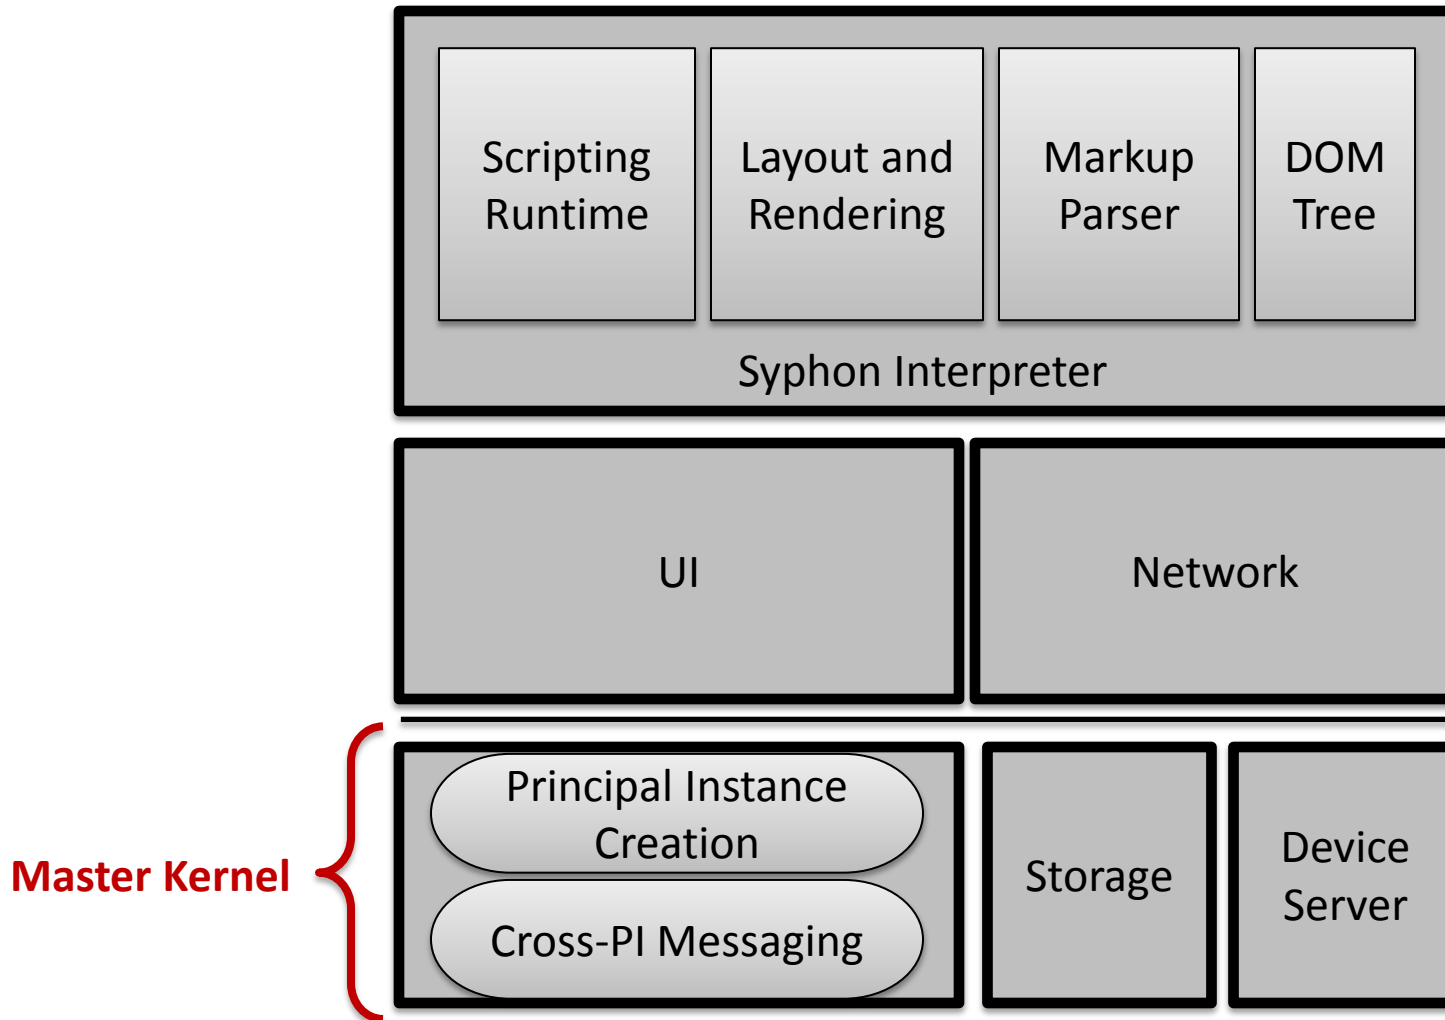 Scripting
Runtime
Layout and
Rendering
Markup
Parser
DOM
Tree
Syphon Interpreter
UI
Network
Master Kernel
Principal Instance
Creation
Cross-PI Messaging
Storage
Device
Server